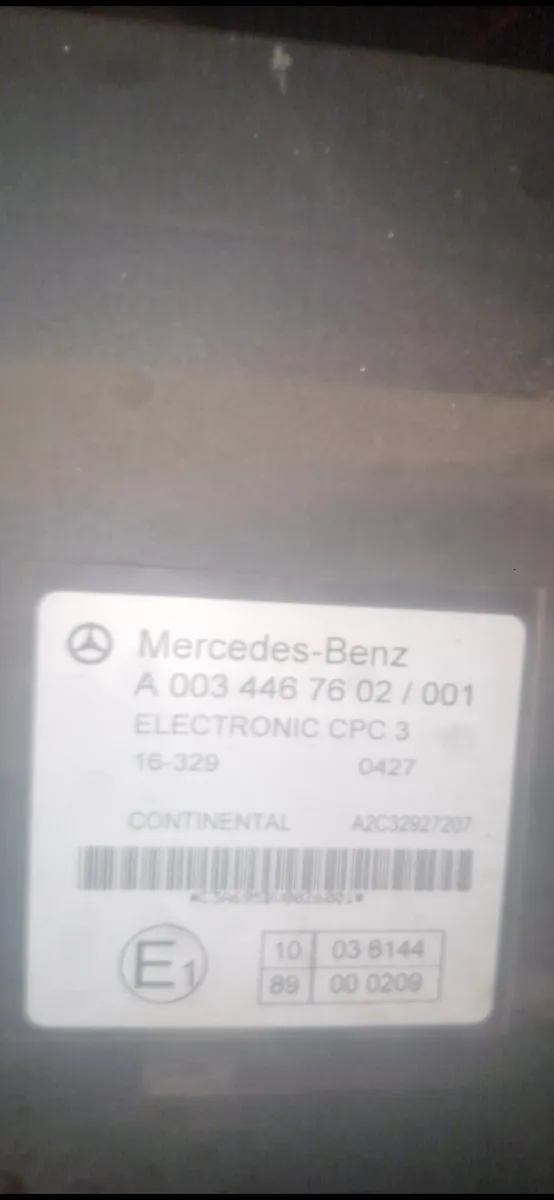 Mercedes-Benz
A 003 446 76 02 / 001
ELECTRONIC CPC 3
16-329 0427
CONTINENTAL A2C32927207
E1
10 03 6144
89 00 0209